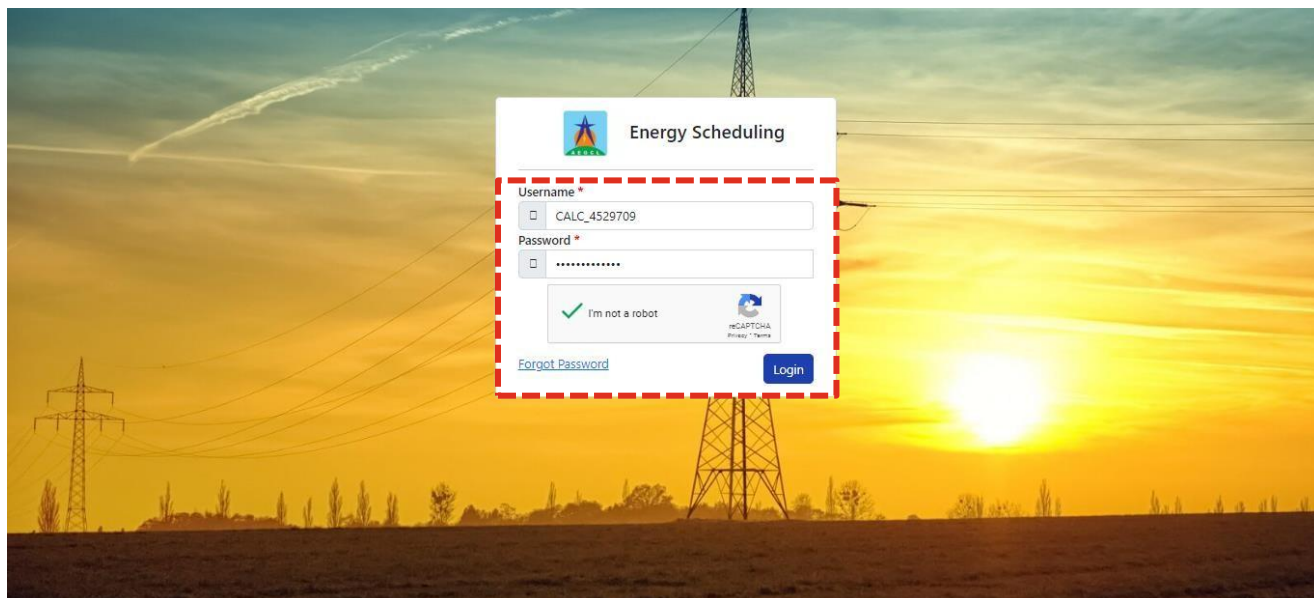 AEGCL
Energy Scheduling
Username *
CALC_4529709
Password *
•••••••••••••
I'm not a robot
reCAPTCHA
Privacy * Terms
Forgot Password
Login